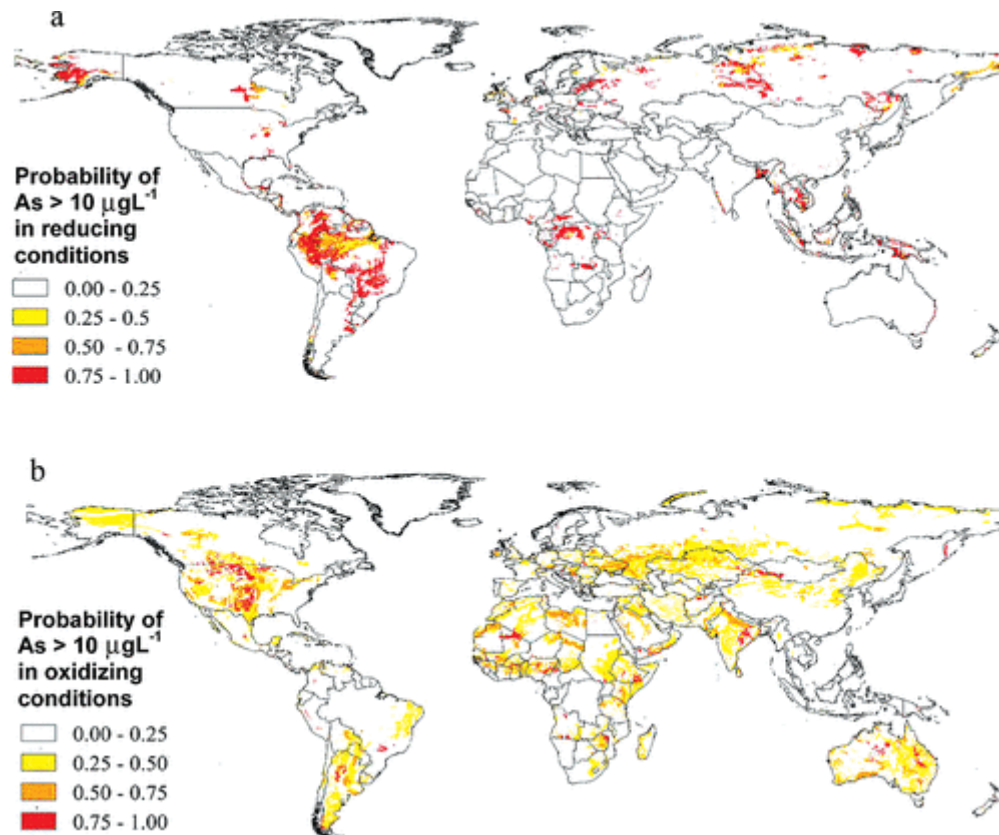 a
Probability of
As > 10 µgL⁻¹
in reducing
conditions
0.00 - 0.25
0.25 - 0.5
0.50 - 0.75
0.75 - 1.00
b
Probability of
As > 10 µgL⁻¹
in oxidizing
conditions
0.00 - 0.25
0.25 - 0.50
0.50 - 0.75
0.75 - 1.00